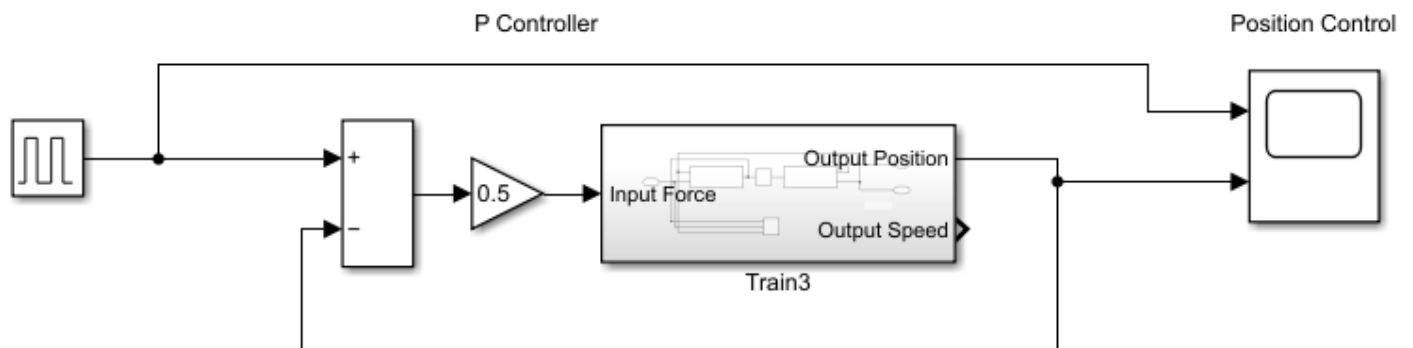 P Controller
Position Control
+
−
0.5
Input Force
Output Position
Output Speed
Train3